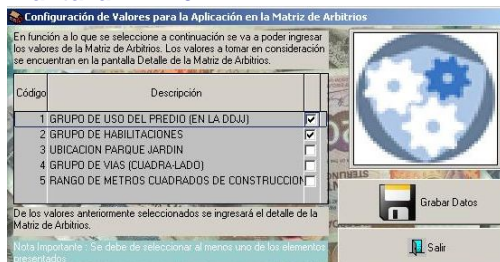 Configuración de Valores para la Aplicación en la Matriz de Arbitrios
En función a lo que se seleccione a continuación se va a poder ingresar
los valores de la Matriz de Arbitrios. Los valores a tomar en consideración
se encuentran en la pantalla Detalle de la Matriz de Arbitrios.
Código Descripción
1 GRUPO DE USO DEL PREDIO (EN LA DDJJ)
2 GRUPO DE HABILITACIONES
3 UBICACION PARQUE JARDIN
4 GRUPO DE VIAS (CUADRA-LADO)
5 RANGO DE METROS CUADRADOS DE CONSTRUCCION
De los valores anteriormente seleccionados se ingresará el detalle de la
Matriz de Arbitrios.
Nota Importante : Se debe de seleccionar al menos uno de los elementos
presentados
Grabar Datos
Salir